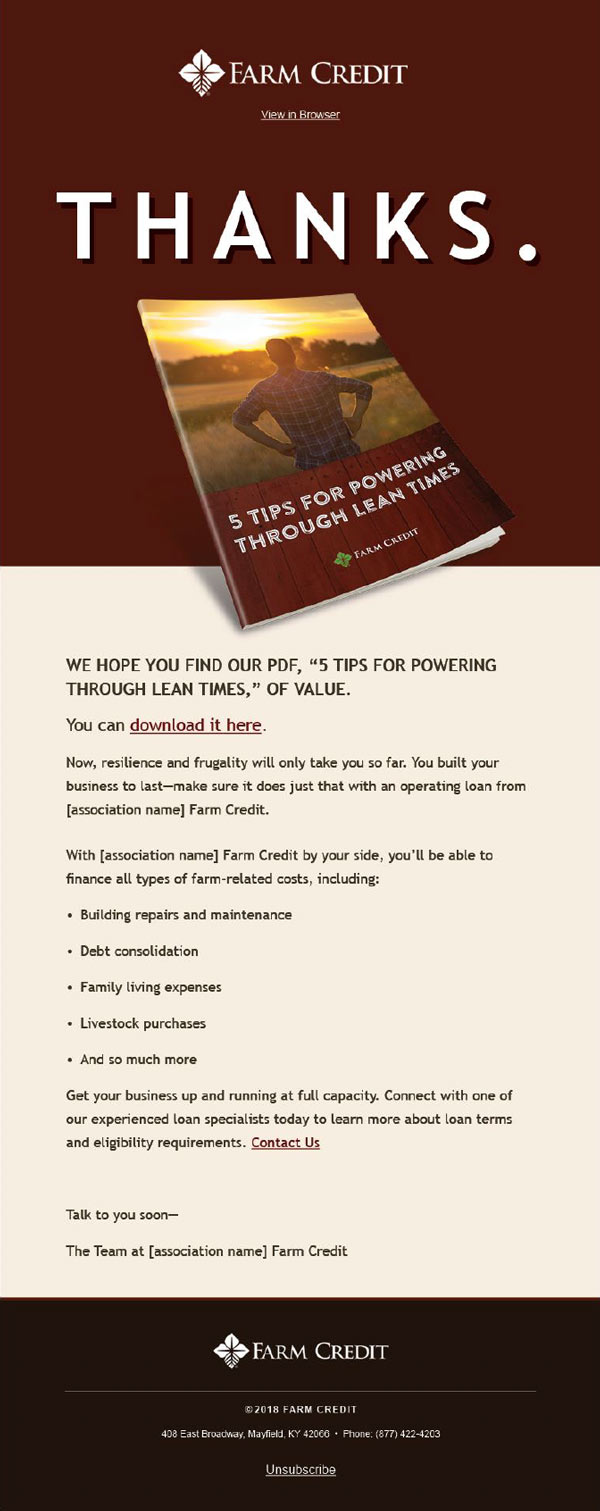 FARM CREDIT
View in Browser
THANKS.
5 TIPS FOR POWERING
THROUGH LEAN TIMES
FARM CREDIT
WE HOPE YOU FIND OUR PDF, “5 TIPS FOR POWERING
THROUGH LEAN TIMES,” OF VALUE.
You can download it here.
Now, resilience and frugality will only take you so far. You built your
business to last—make sure it does just that with an operating loan from
[association name] Farm Credit.
With [association name] Farm Credit by your side, you’ll be able to
finance all types of farm-related costs, including:
• Building repairs and maintenance
• Debt consolidation
• Family living expenses
• Livestock purchases
• And so much more
Get your business up and running at full capacity. Connect with one of
our experienced loan specialists today to learn more about loan terms
and eligibility requirements. Contact Us
Talk to you soon—
The Team at [association name] Farm Credit
FARM CREDIT
©2018 FARM CREDIT
408 East Broadway, Mayfield, KY 42066 • Phone: (877) 422-4203
Unsubscribe